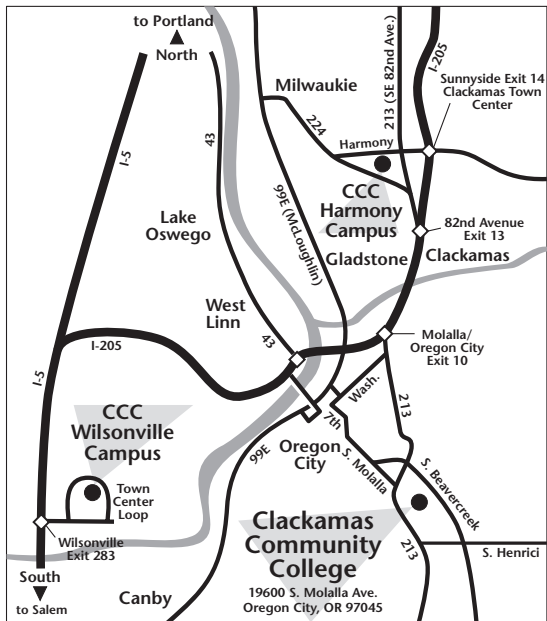 to Portland
North
I-205
213 (SE 82nd Ave.)
Sunnyside Exit 14
Clackamas Town
Center
Milwaukie
224
Harmony
I-5
43
99E (McLoughlin)
CCC
Harmony
Campus
82nd Avenue
Exit 13
Lake
Oswego
Gladstone
Clackamas
West
Linn
43
Molalla/
Oregon City
Exit 10
I-205
I-5
Wash.
213
7th
CCC
Wilsonville
Campus
99E
Oregon
City
S. Molalla
S. Beavercreek
Town
Center
Loop
Clackamas
Community
College
19600 S. Molalla Ave.
Oregon City, OR 97045
213
S. Henrici
Wilsonville
Exit 283
South
to Salem
Canby